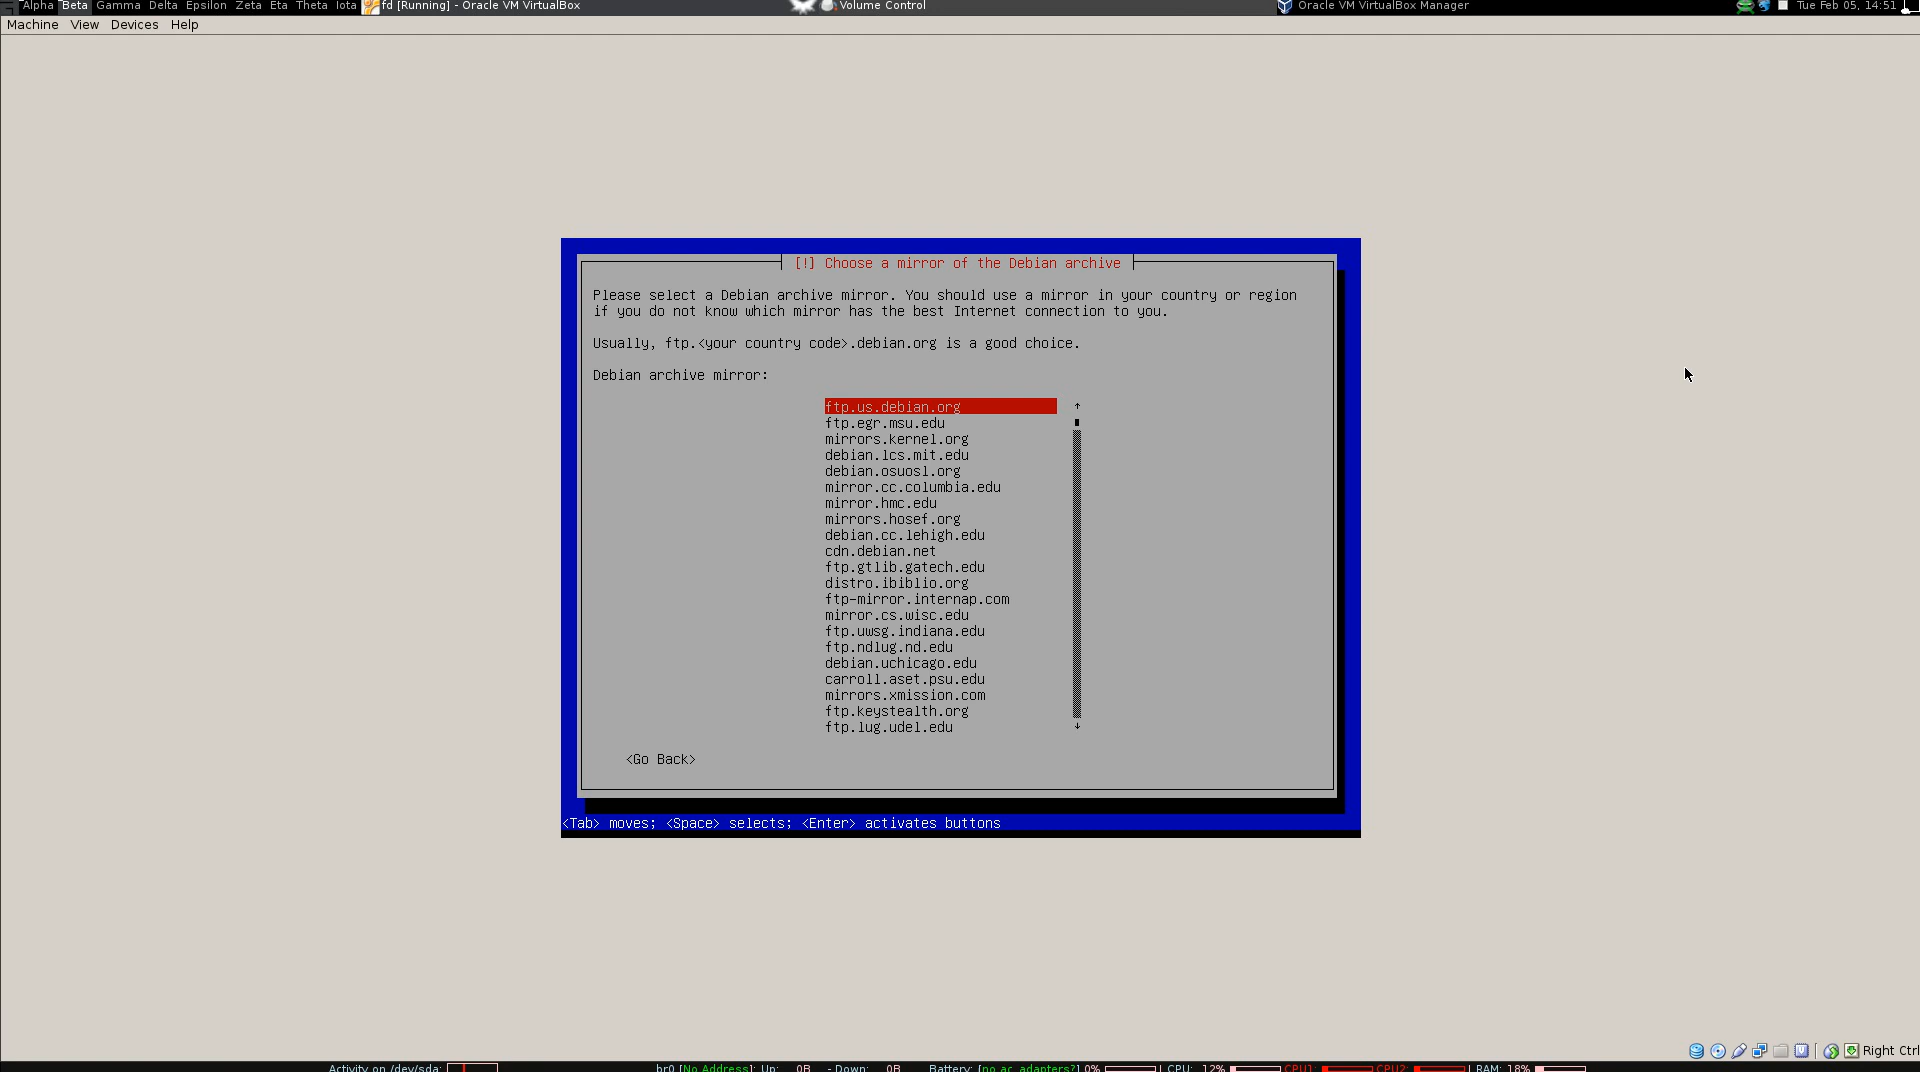 Alpha Beta Gamma Delta Epsilon Zeta Eta Theta Iota fd [Running] - Oracle VM VirtualBox Volume Control Oracle VM VirtualBox Manager Tue Feb 05, 14:51
Machine View Devices Help
[!] Choose a mirror of the Debian archive
Please select a Debian archive mirror. You should use a mirror in your country or region
if you do not know which mirror has the best Internet connection to you.
Usually, ftp.<your country code>.debian.org is a good choice.
Debian archive mirror:
ftp.us.debian.org
ftp.egr.msu.edu
mirrors.kernel.org
debian.lcs.mit.edu
debian.osuosl.org
mirror.cc.columbia.edu
mirror.hmc.edu
mirrors.hosef.org
debian.cc.lehigh.edu
cdn.debian.net
ftp.gtlib.gatech.edu
distro.ibiblio.org
ftp-mirror.internap.com
mirror.cs.wisc.edu
ftp.uwsg.indiana.edu
ftp.ndlug.nd.edu
debian.uchicago.edu
carroll.aset.psu.edu
mirrors.xmission.com
ftp.keystealth.org
ftp.lug.udel.edu
<Go Back>
<Tab> moves; <Space> selects; <Enter> activates buttons
Right Ctrl
Activity on /dev/sda: br0 [No Address]: Up: 0B - Down: 0B Battery: [no ac adapters?] 0% | CPU: 12% CPU1: CPU2: | RAM: 18%